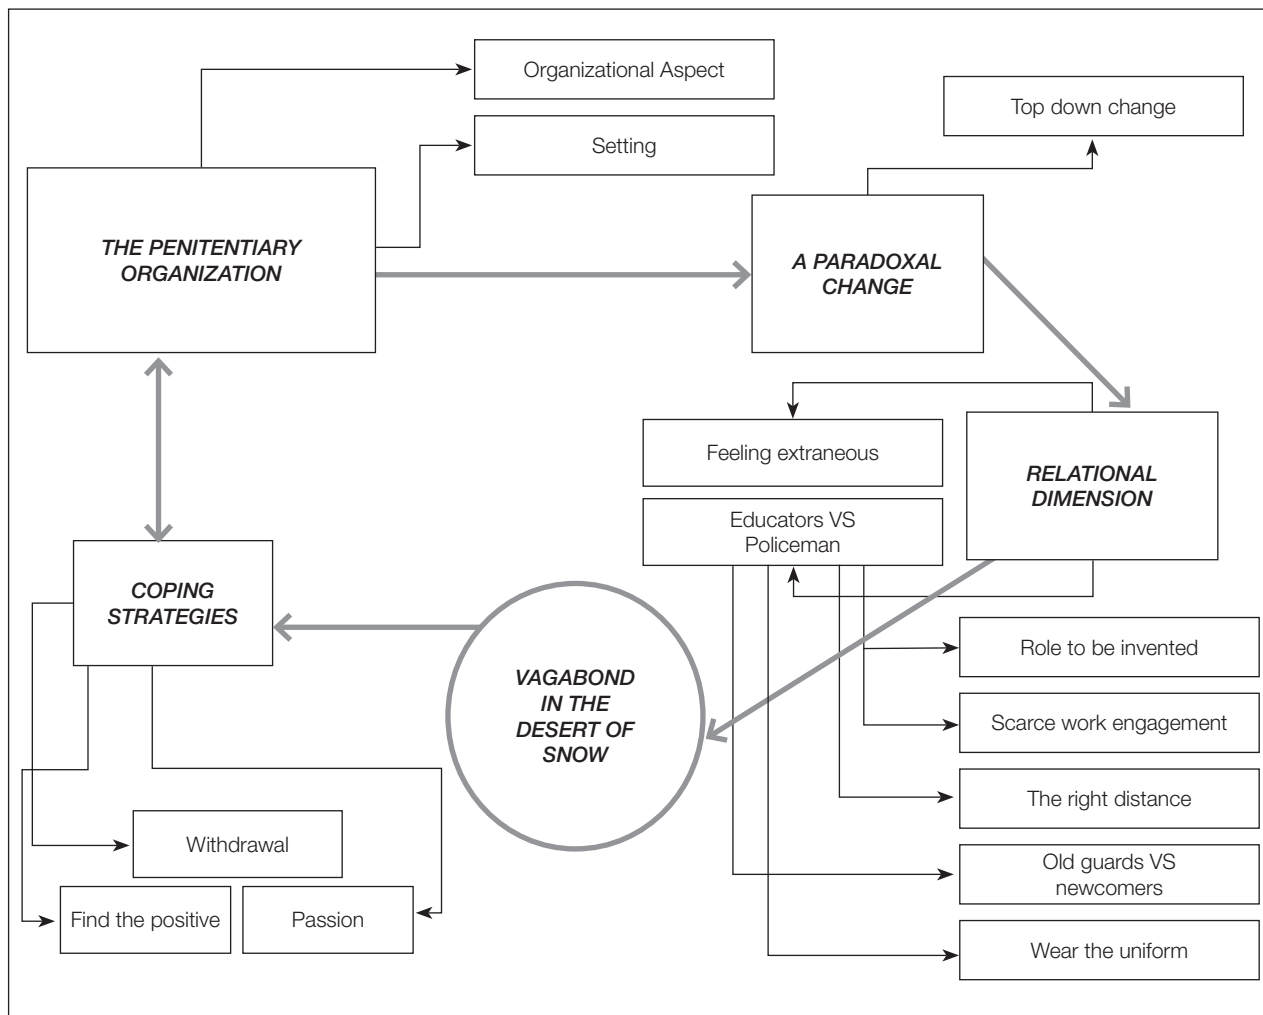 Organizational Aspect
Top down change
Setting
THE PENITENTIARY
ORGANIZATION
A PARADOXAL
CHANGE
Feeling extraneous
RELATIONAL
DIMENSION
Educators VS
Policeman
COPING
STRATEGIES
VAGABOND
IN THE
DESERT OF
SNOW
Role to be invented
Scarce work engagement
The right distance
Old guards VS
newcomers
Wear the uniform
Withdrawal
Find the positive
Passion